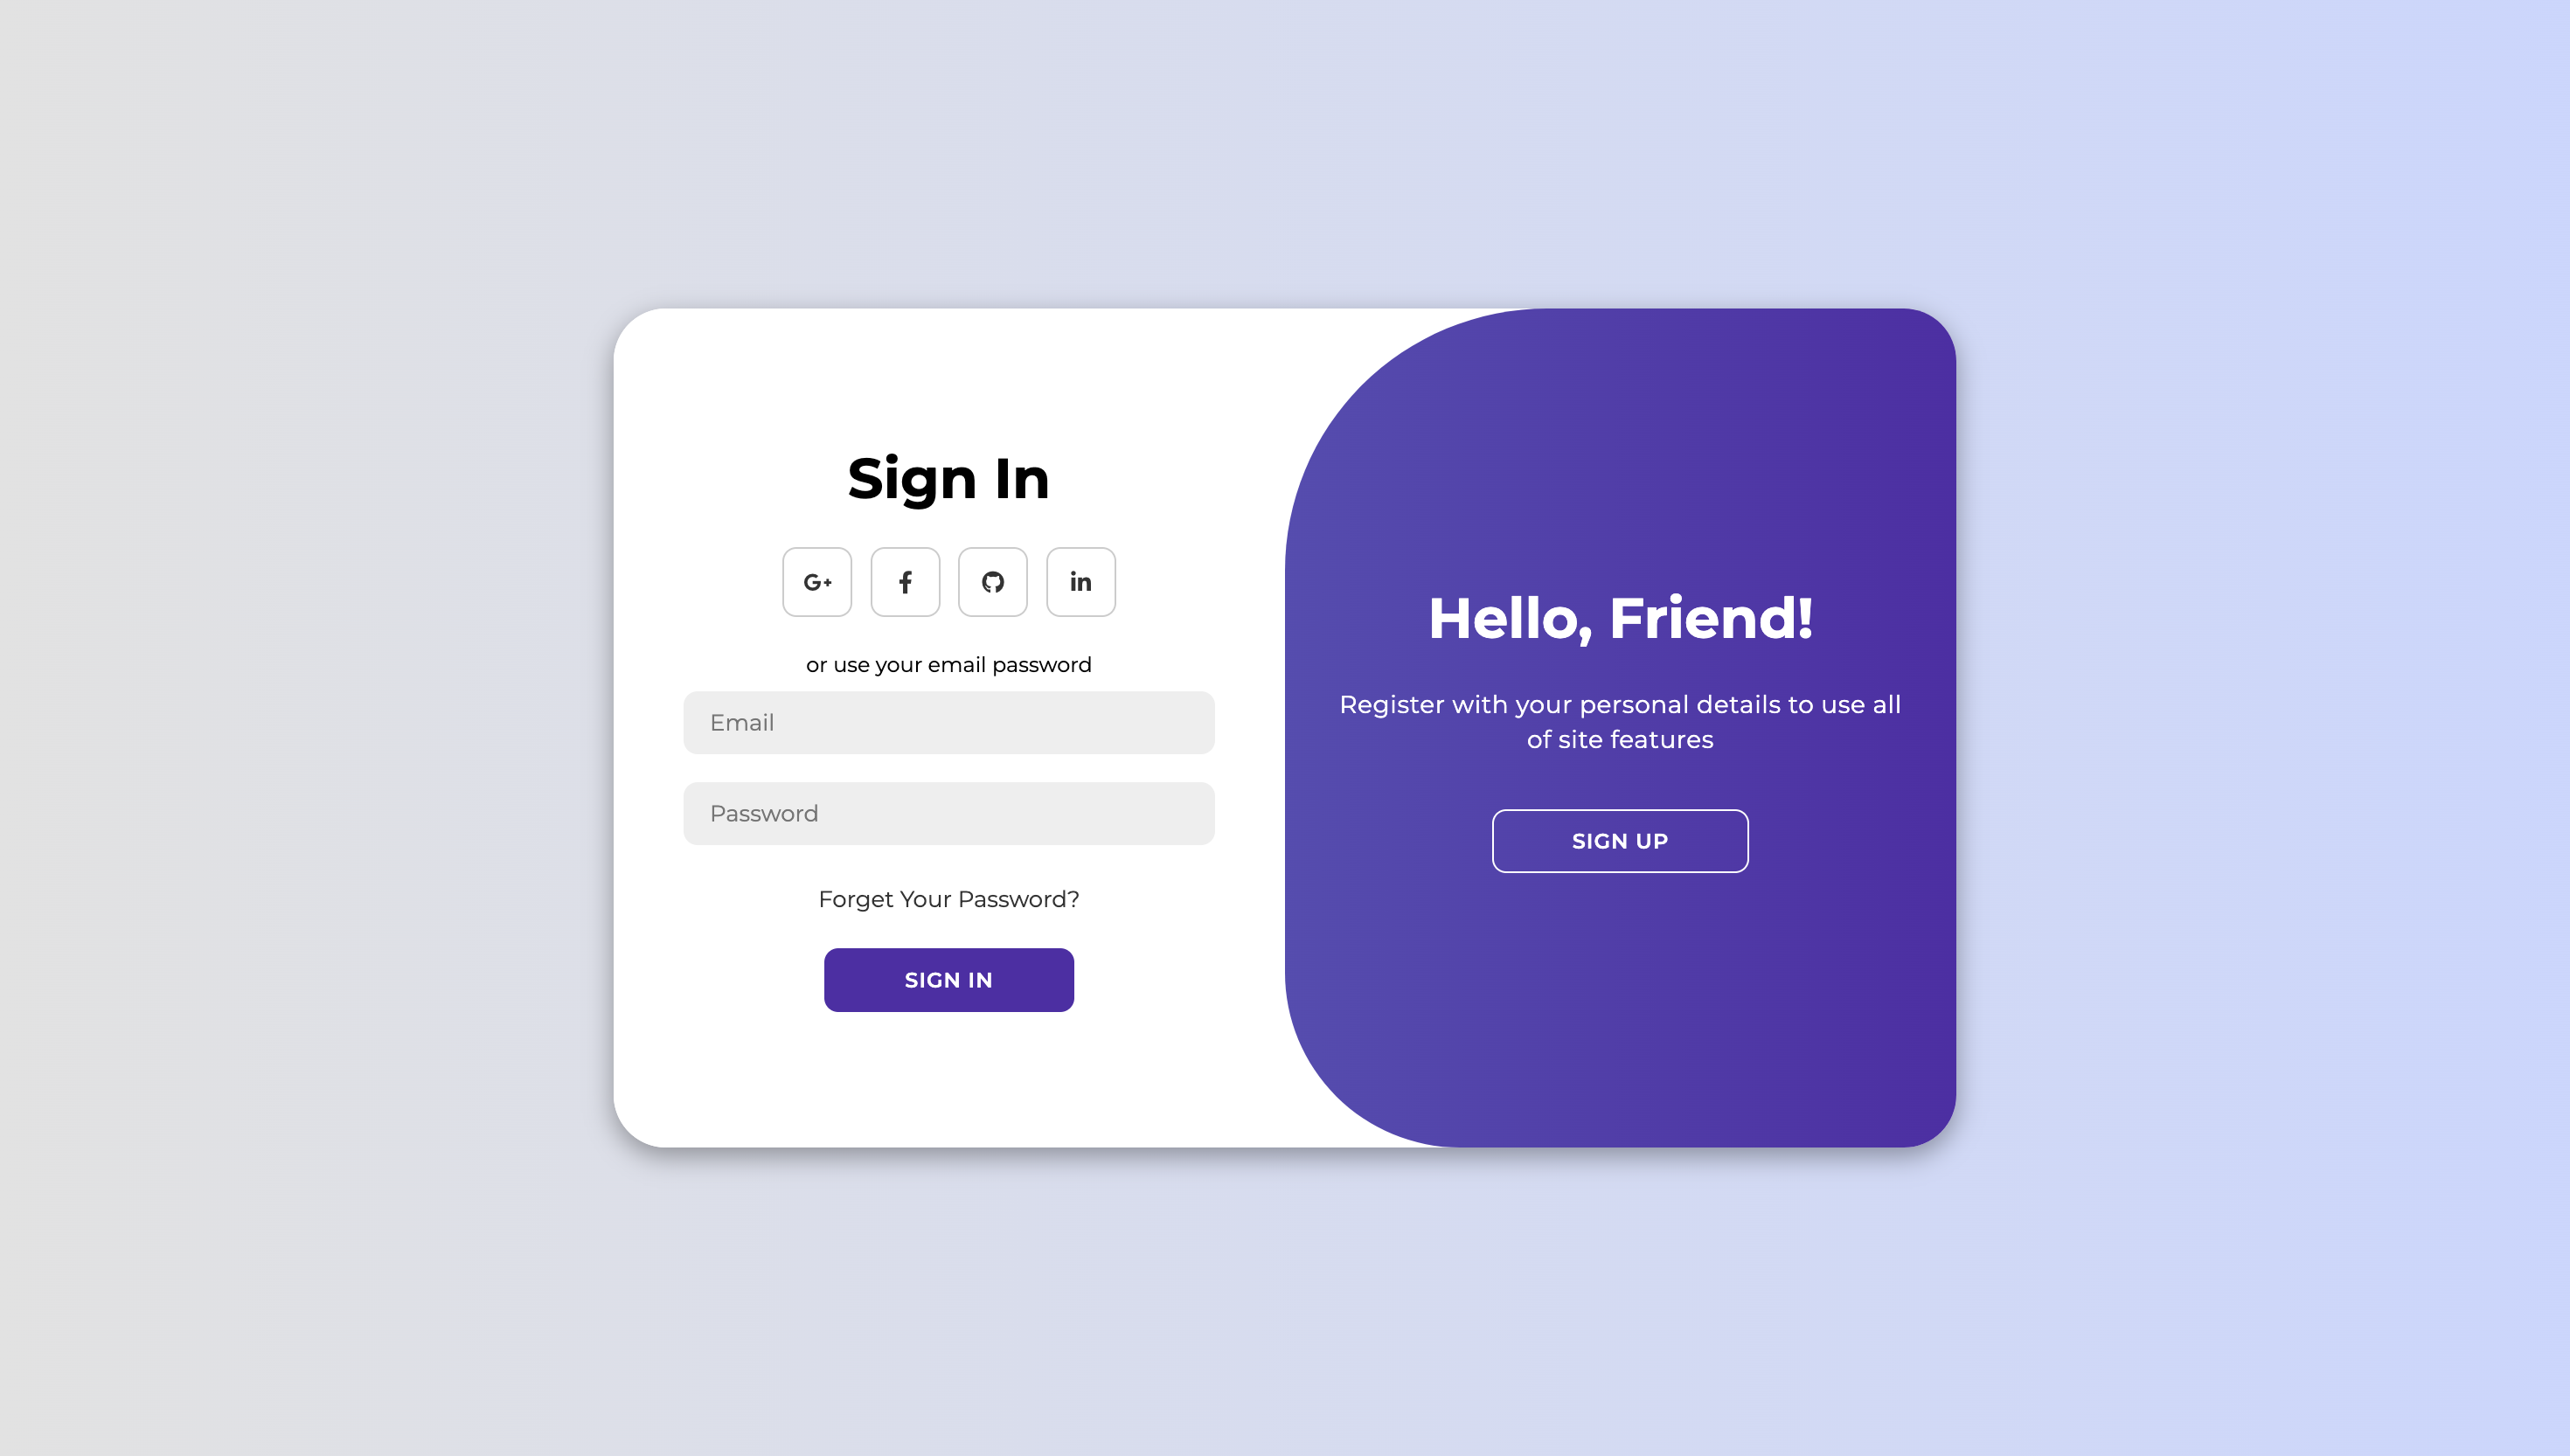 Sign In
G+
f
in
or use your email password
Email
Password
Forget Your Password?
SIGN IN
Hello, Friend!
Register with your personal details to use all
of site features
SIGN UP